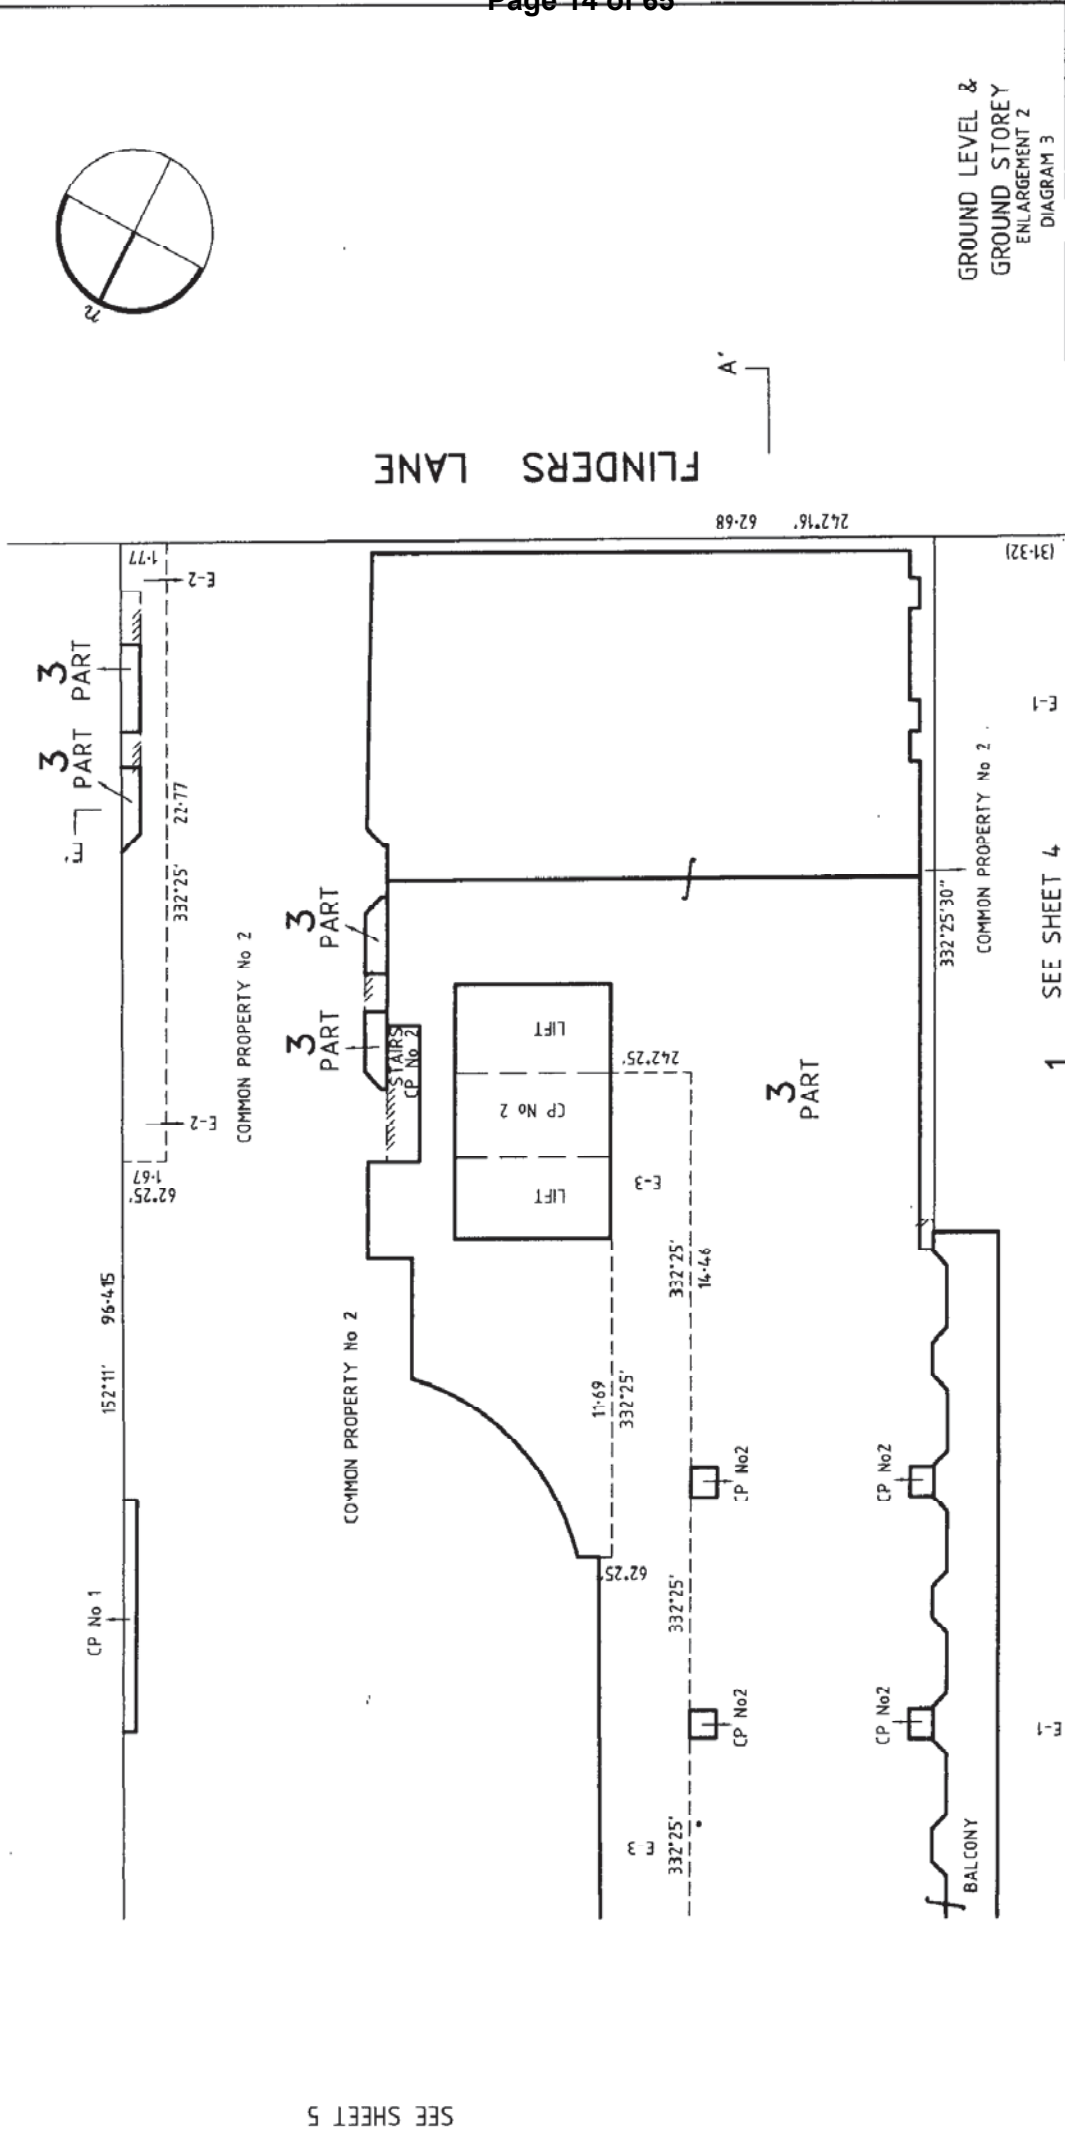 Page 14 of 65
GROUND LEVEL &
GROUND STOREY
ENLARGEMENT 2
DIAGRAM 3
n
A'
FLINDERS LANE
242°16'
62·68
(31·32)
1·77
E-2
3
PART
3
PART
E'
22·77
332°25'
E-2
1·67
62°25'
COMMON PROPERTY No 2
E-1
COMMON PROPERTY No 2
332°25'30"
SEE SHEET 4
1
3
PART
3
PART
STAIRS
CP No 2
LIFT
CP No 2
LIFT
242°25'
E-3
3
PART
332°25'
14·46
152°11'
96·415
COMMON PROPERTY No 2
11·69
332°25'
62°25'
CP No2
CP No2
332°25'
CP No 1
CP No2
CP No2
E-3
332°25'
E-1
BALCONY
SEE SHEET 5